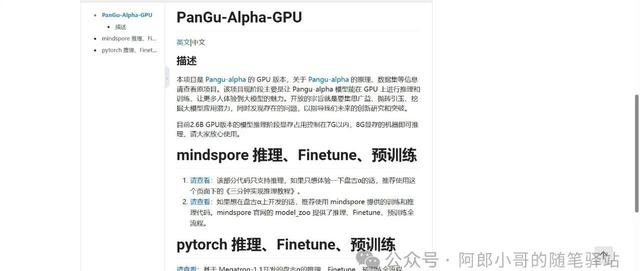 PanGu-Alpha-GPU
描述
mindspore 推理、Fi...
pytorch 推理、Finet...
PanGu-Alpha-GPU
英文|中文
描述
本项目是 Pangu-alpha 的 GPU 版本，关于 Pangu-alpha 的原理、数据集等信息
请查看原项目。该项目现阶段主要是让 Pangu-alpha 模型能在 GPU 上进行推理和
训练，让更多人体验到大模型的魅力。开放的宗旨就是要集思广益、抛砖引玉、挖
掘大模型应用潜力，同时发现存在的问题，以指导我们未来的创新研究和突破。
目前2.6B GPU版本的模型推理阶段显存占用控制在7G以内，8G显存的机器即可推
理，请大家放心使用。
mindspore 推理、Finetune、预训练
1. 请查看：该部分代码只支持推理，如果只想体验一下盘古α的话，推荐使用这
个页面下的《三分钟实现推理教程》。
2. 请查看：如果想在盘古α上开发的话，推荐使用 mindspore 提供的训练和推
理代码。mindspore 官网的 model_zoo 提供了推理、Finetune、预训练全
流程。
pytorch 推理、Finetune、预训练
请查看：基于 Megatron-1.1开发的盘古α的推理、Finetune、预训练全流程
公众号 · 阿郎小哥的随笔驿站